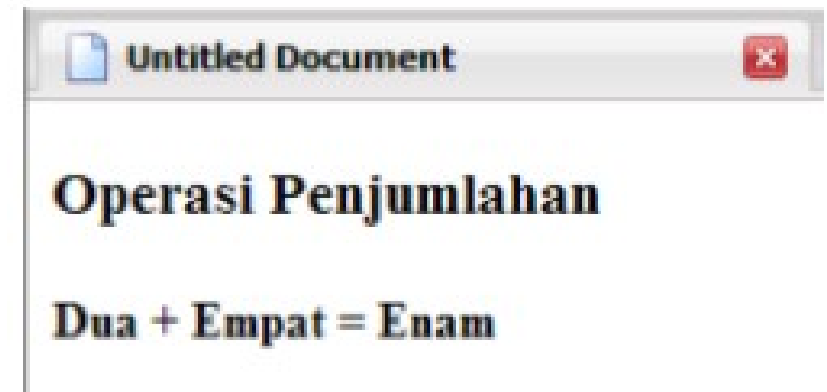 Untitled Document
Operasi Penjumlahan
Dua + Empat = Enam